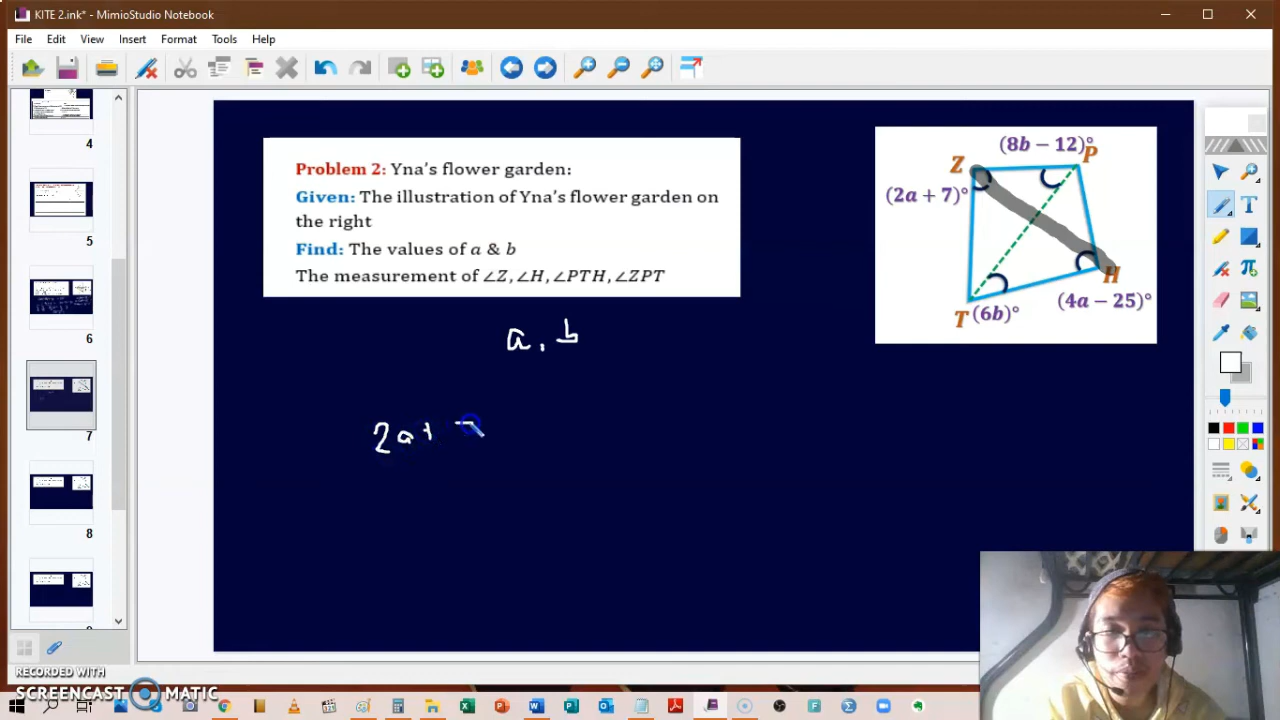 KITE 2.ink* - MimioStudio Notebook
File Edit View Insert Format Tools Help
4
5
6
7
8
Problem 2: Yna's flower garden:
Given: The illustration of Yna's flower garden on
the right
Find: The values of a & b
The measurement of ∠Z, ∠H, ∠PTH, ∠ZPT
(8b − 12)°
Z
P
(2a + 7)°
H
(4a − 25)°
T (6b)°
a, b
2a + 7
RECORDED WITH
SCREENCAST MATIC